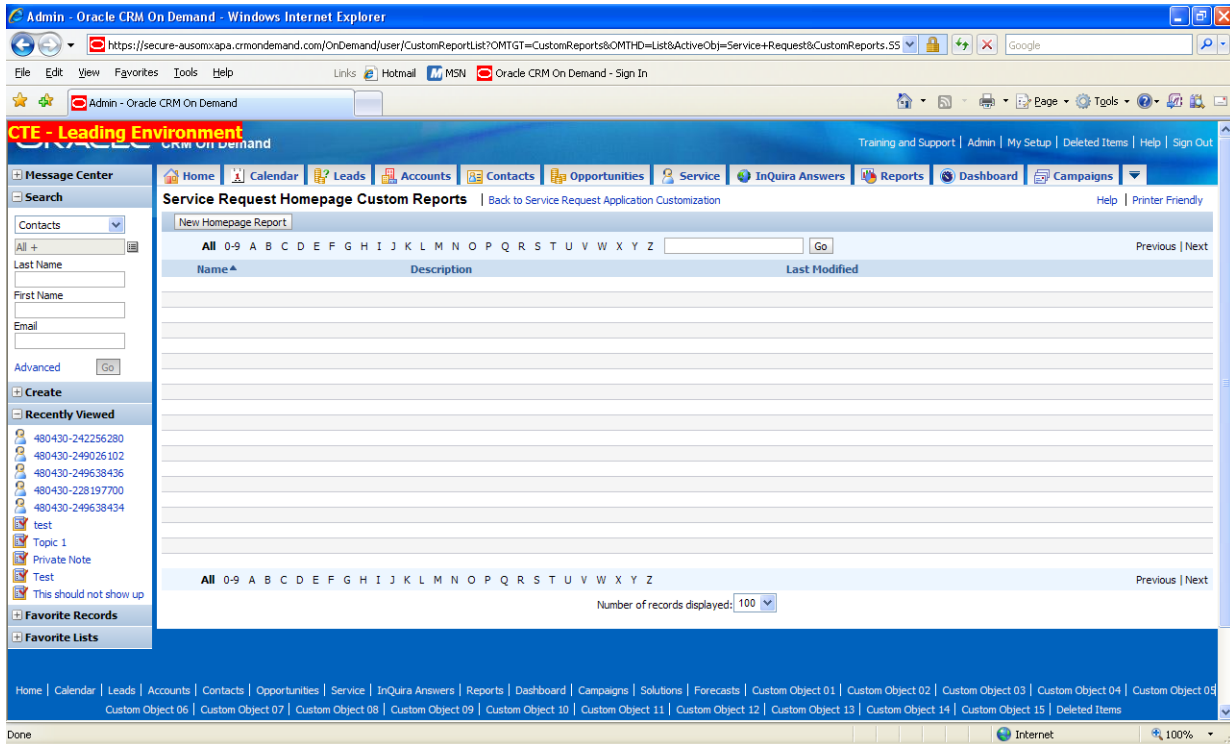 Admin - Oracle CRM On Demand - Windows Internet Explorer
https://secure-ausomxapa.crmondemand.com/OnDemand/user/CustomReportList?OMTGT=CustomReports&OMTHD=List&ActiveObj=Service+Request&CustomReports.SS
Google
File Edit View Favorites Tools Help Links Hotmail MSN Oracle CRM On Demand - Sign In
Admin - Oracle CRM On Demand Page Tools
CTE - Leading Environment
CRM On Demand Training and Support | Admin | My Setup | Deleted Items | Help | Sign Out
Message Center Home Calendar Leads Accounts Contacts Opportunities Service InQuira Answers Reports Dashboard Campaigns
Search
Service Request Homepage Custom Reports | Back to Service Request Application Customization Help | Printer Friendly
Contacts
New Homepage Report
All +
All 0-9 A B C D E F G H I J K L M N O P Q R S T U V W X Y Z Go Previous | Next
Last Name
Name Description Last Modified
First Name
Email
Advanced Go
Create
Recently Viewed
480430-242256280
480430-249026102
480430-249638436
480430-228197700
480430-249638434
test
Topic 1
Private Note
Test
This should not show up
All 0-9 A B C D E F G H I J K L M N O P Q R S T U V W X Y Z Previous | Next
Number of records displayed: 100
Favorite Records
Favorite Lists
Home | Calendar | Leads | Accounts | Contacts | Opportunities | Service | InQuira Answers | Reports | Dashboard | Campaigns | Solutions | Forecasts | Custom Object 01 | Custom Object 02 | Custom Object 03 | Custom Object 04 | Custom Object 05
Custom Object 06 | Custom Object 07 | Custom Object 08 | Custom Object 09 | Custom Object 10 | Custom Object 11 | Custom Object 12 | Custom Object 13 | Custom Object 14 | Custom Object 15 | Deleted Items
Done Internet 100%